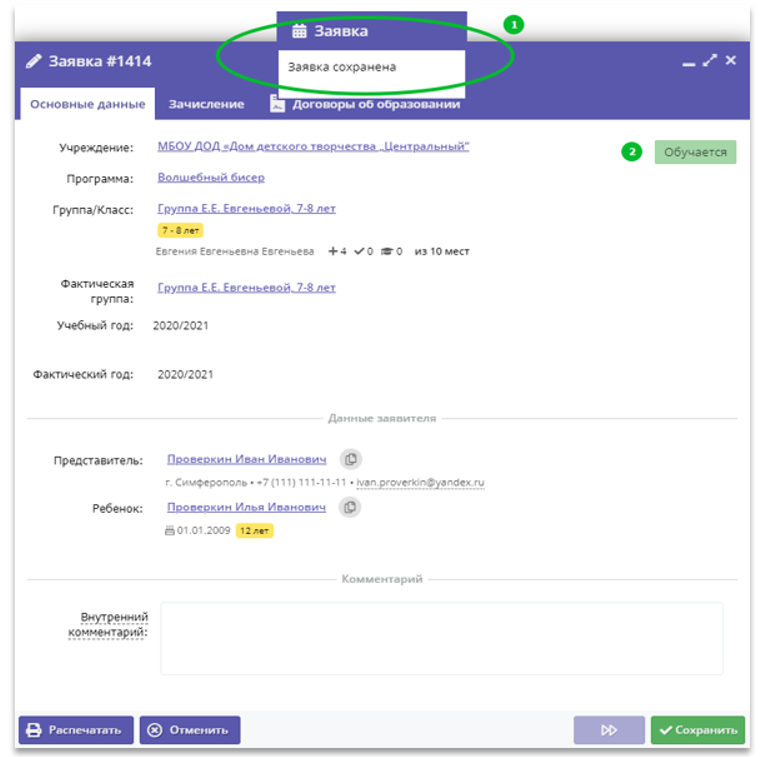 Заявка
1
Заявка #1414
Заявка сохранена
Основные данные Зачисление Договоры об образовании
Учреждение: МБОУ ДОД «Дом детского творчества „Центральный"
2 Обучается
Программа: Волшебный бисер
Группа/Класс: Группа Е.Е. Евгеньевой, 7-8 лет
7 - 8 лет
Евгения Евгеньевна Евгеньева +4 ✓0 0 из 10 мест
Фактическая
группа: Группа Е.Е. Евгеньевой, 7-8 лет
Учебный год: 2020/2021
Фактический год: 2020/2021
Данные заявителя
Представитель: Проверкин Иван Иванович
г. Симферополь • +7 (111) 111-11-11 • ivan.proverkin@yandex.ru
Ребенок: Проверкин Илья Иванович
01.01.2009 12 лет
Комментарий
Внутренний
комментарий:
Распечатать Отменить Сохранить